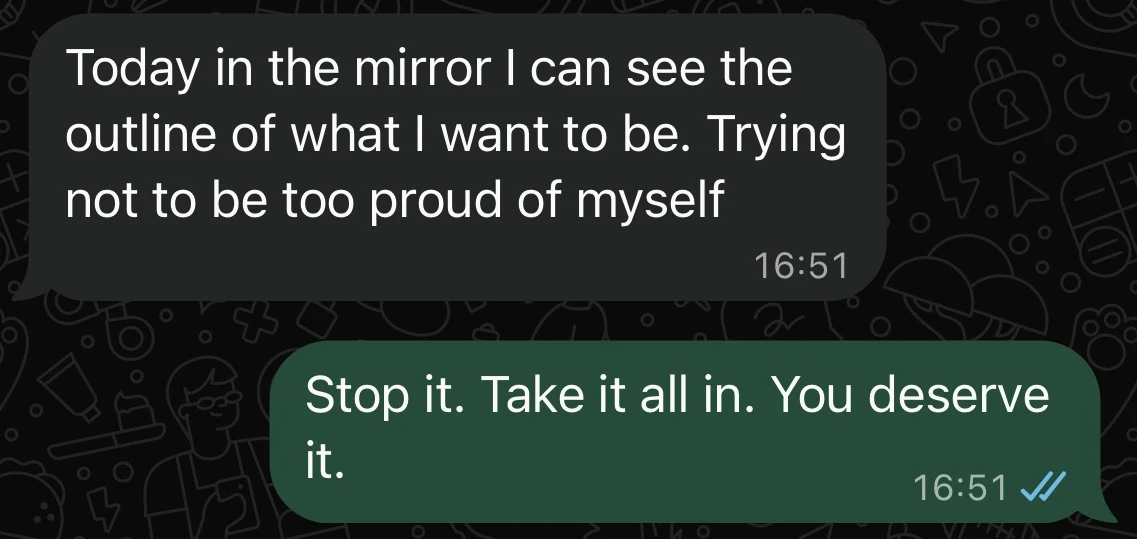 Today in the mirror I can see the
outline of what I want to be. Trying
not to be too proud of myself
16:51
Stop it. Take it all in. You deserve
it.
16:51